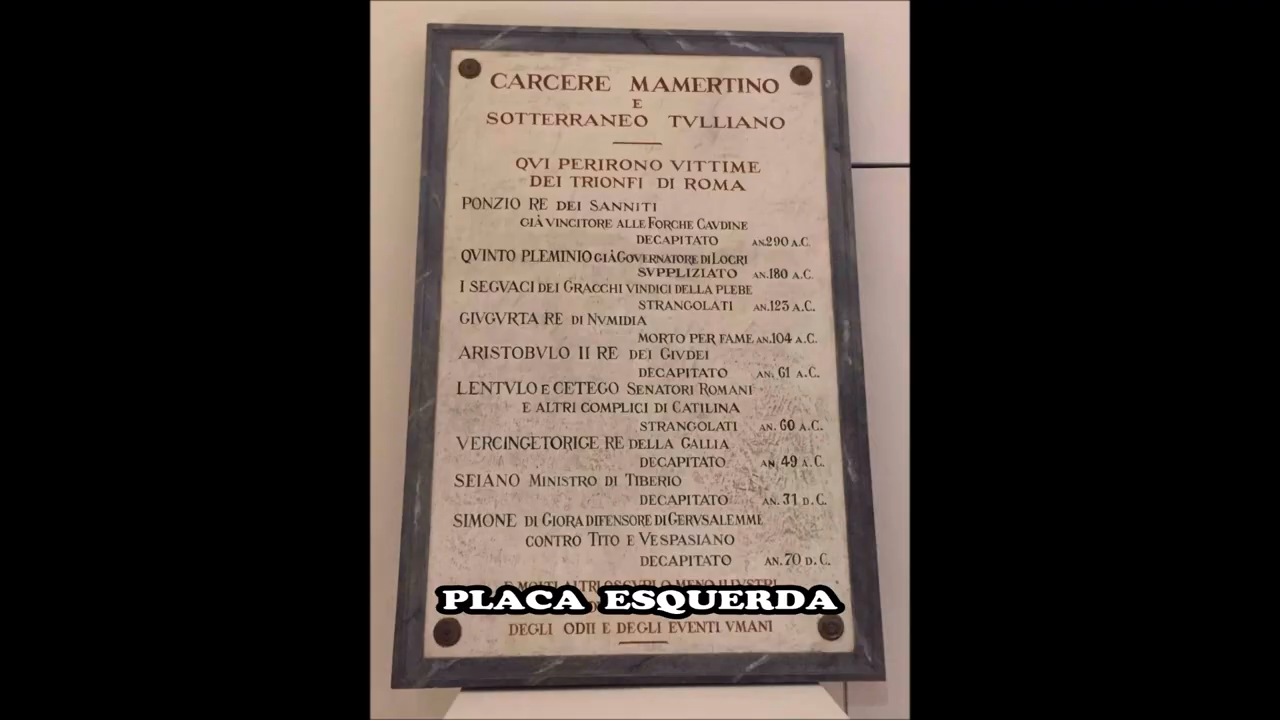 CARCERE MAMERTINO
E
SOTTERRANEO TVLLIANO
QVI PERIRONO VITTIME
DEI TRIONFI DI ROMA
PONZIO RE DEI SANNITI
GIÀ VINCITORE ALLE FORCHE CAVDINE
DECAPITATO AN.290 A.C.
QVINTO PLEMINIO GIÀ GOVERNATORE DI LOCRI
SVPPLIZIATO AN.180 A.C.
I SEGVACI DEI GRACCHI VINDICI DELLA PLEBE
STRANGOLATI AN.123 A.C.
GIVGVRTA RE DI NVMIDIA
MORTO PER FAME AN.104 A.C.
ARISTOBVLO II RE DEI GIVDEI
DECAPITATO AN. 61 A.C.
LENTVLO E CETEGO SENATORI ROMANI
E ALTRI COMPLICI DI CATILINA
STRANGOLATI AN. 60 A.C.
VERCINGETORIGE RE DELLA GALLIA
DECAPITATO AN. 49 A.C.
SEIANO MINISTRO DI TIBERIO
DECAPITATO AN. 31 D.C.
SIMONE DI GIORA DIFENSORE DI GERVSALEMME
CONTRO TITO E VESPASIANO
DECAPITATO AN.70 D.C.
E MOLTI ALTRI OSCVRI O MENO ILLVSTRI
PLACA ESQUERDA
DEGLI ODII E DEGLI EVENTI VMANI